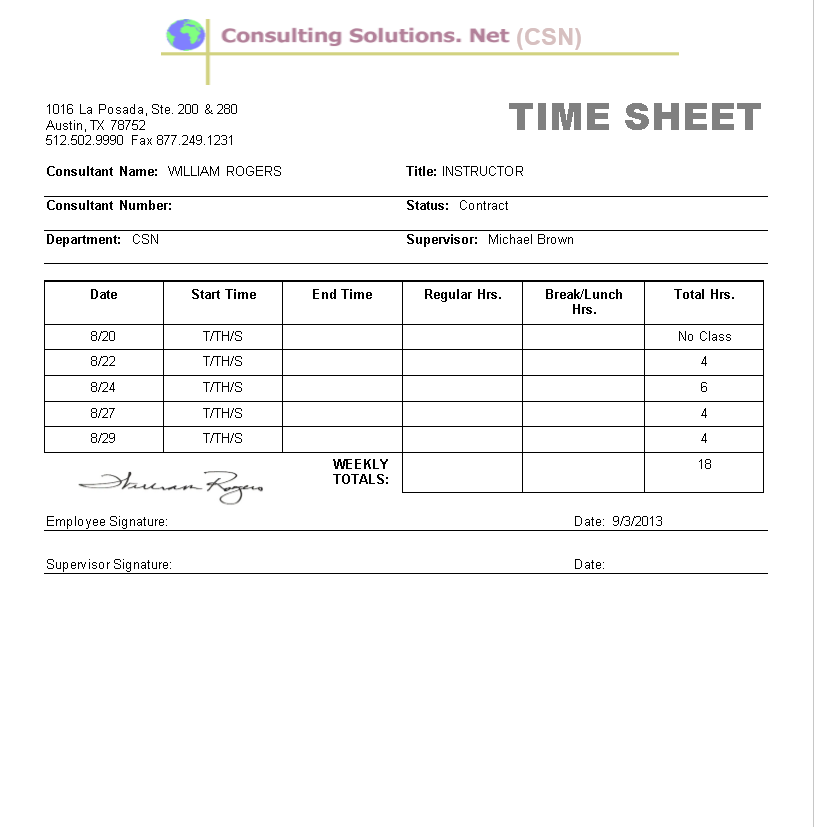 Consulting Solutions. Net (CSN)
1016 La Posada, Ste. 200 & 280
Austin, TX 78752
512.502.9990 Fax 877.249.1231
TIME SHEET
Consultant Name: WILLIAM ROGERS Title: INSTRUCTOR
Consultant Number: Status: Contract
Department: CSN Supervisor: Michael Brown
Date Start Time End Time Regular Hrs. Break/Lunch Hrs. Total Hrs.
8/20 T/TH/S No Class
8/22 T/TH/S 4
8/24 T/TH/S 6
8/27 T/TH/S 4
8/29 T/TH/S 4
WEEKLY TOTALS: 18
William Rogers
Employee Signature: Date: 9/3/2013
Supervisor Signature: Date: